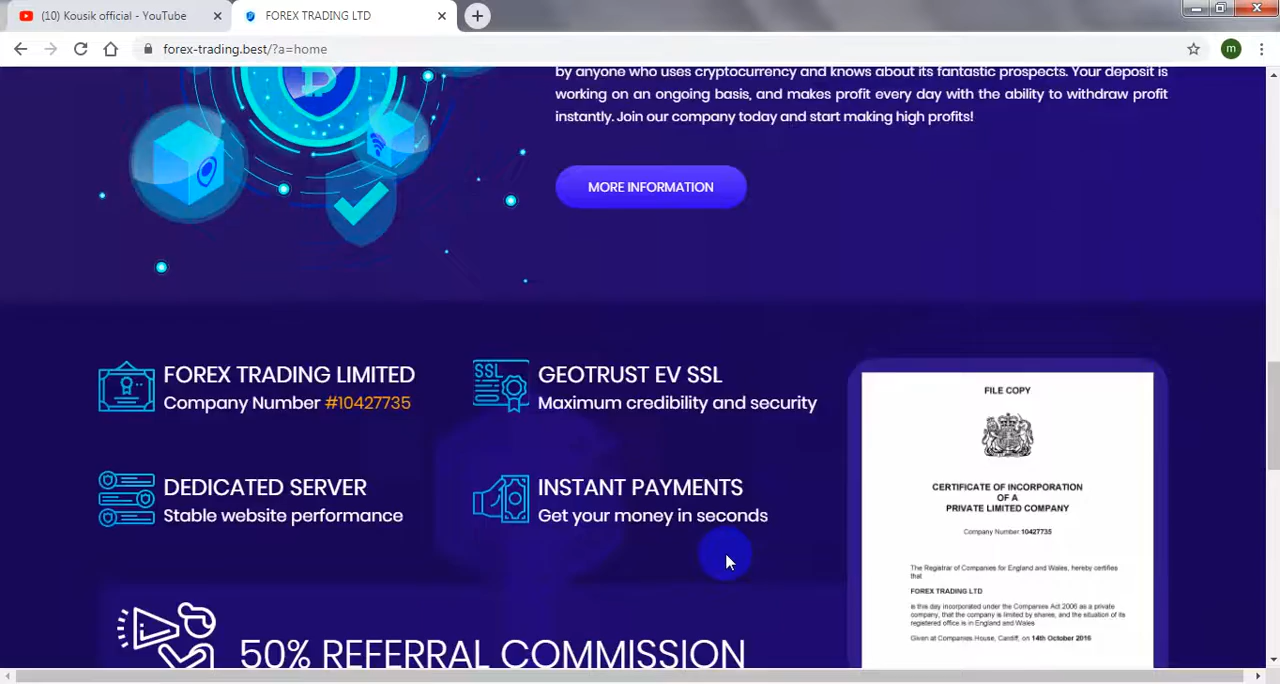 (10) Kousik official - YouTube
FOREX TRADING LTD
forex-trading.best/?a=home
m
by anyone who uses cryptocurrency and knows about its fantastic prospects. Your deposit is
working on an ongoing basis, and makes profit every day with the ability to withdraw profit
instantly. Join our company today and start making high profits!
MORE INFORMATION
FOREX TRADING LIMITED
Company Number #10427735
SSL
GEOTRUST EV SSL
Maximum credibility and security
DEDICATED SERVER
Stable website performance
INSTANT PAYMENTS
Get your money in seconds
50% REFERRAL COMMISSION
FILE COPY
CERTIFICATE OF INCORPORATION
OF A
PRIVATE LIMITED COMPANY
Company Number 10427735
The Registrar of Companies for England and Wales, hereby certifies
that
FOREX TRADING LTD
is this day incorporated under the Companies Act 2006 as a private
company, that the company is limited by shares, and the situation of its
registered office is in England and Wales
Given at Companies House, Cardiff, on 14th October 2016